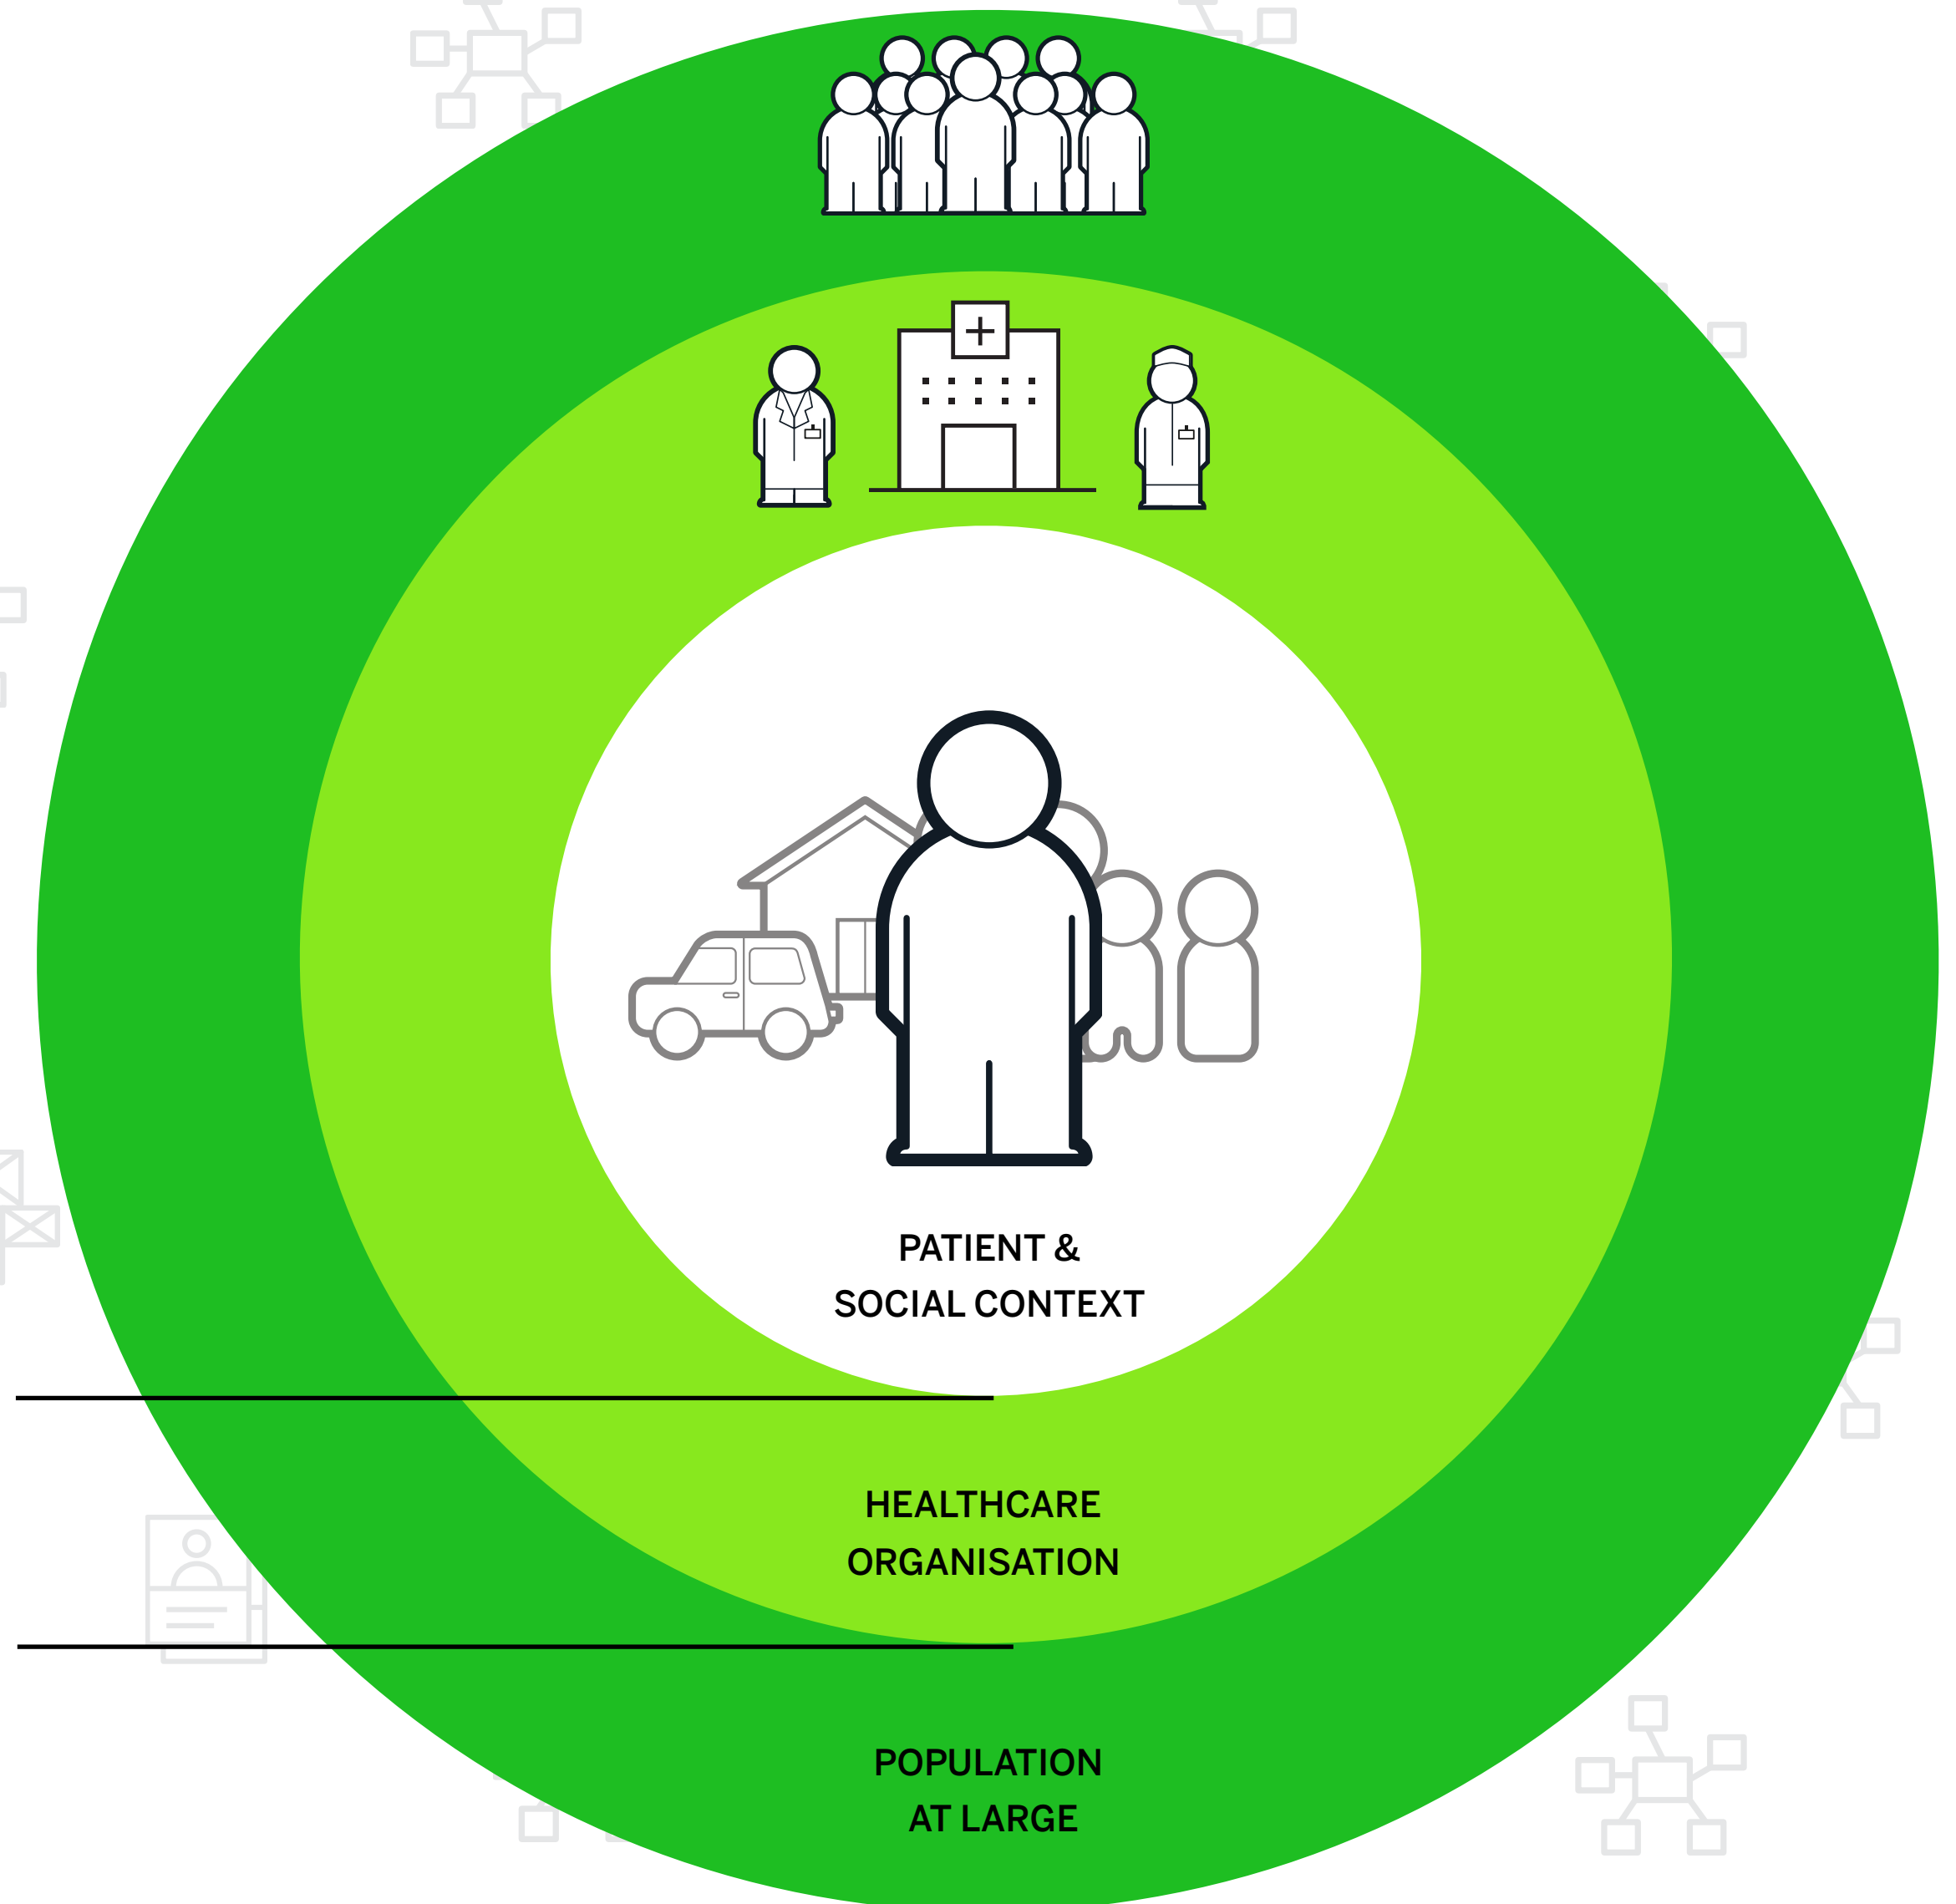 PATIENT &
SOCIAL CONTEXT
HEALTHCARE
ORGANISATION
POPULATION
AT LARGE